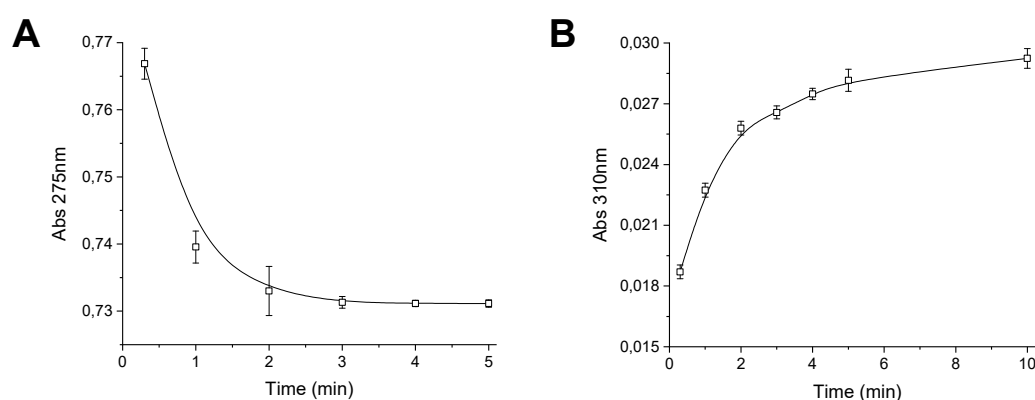 A
Abs 275nm
0,77
0,76
0,75
0,74
0,73
0 1 2 3 4 5
Time (min)
B
Abs 310nm
0,030
0,027
0,024
0,021
0,018
0,015
0 2 4 6 8 10
Time (min)